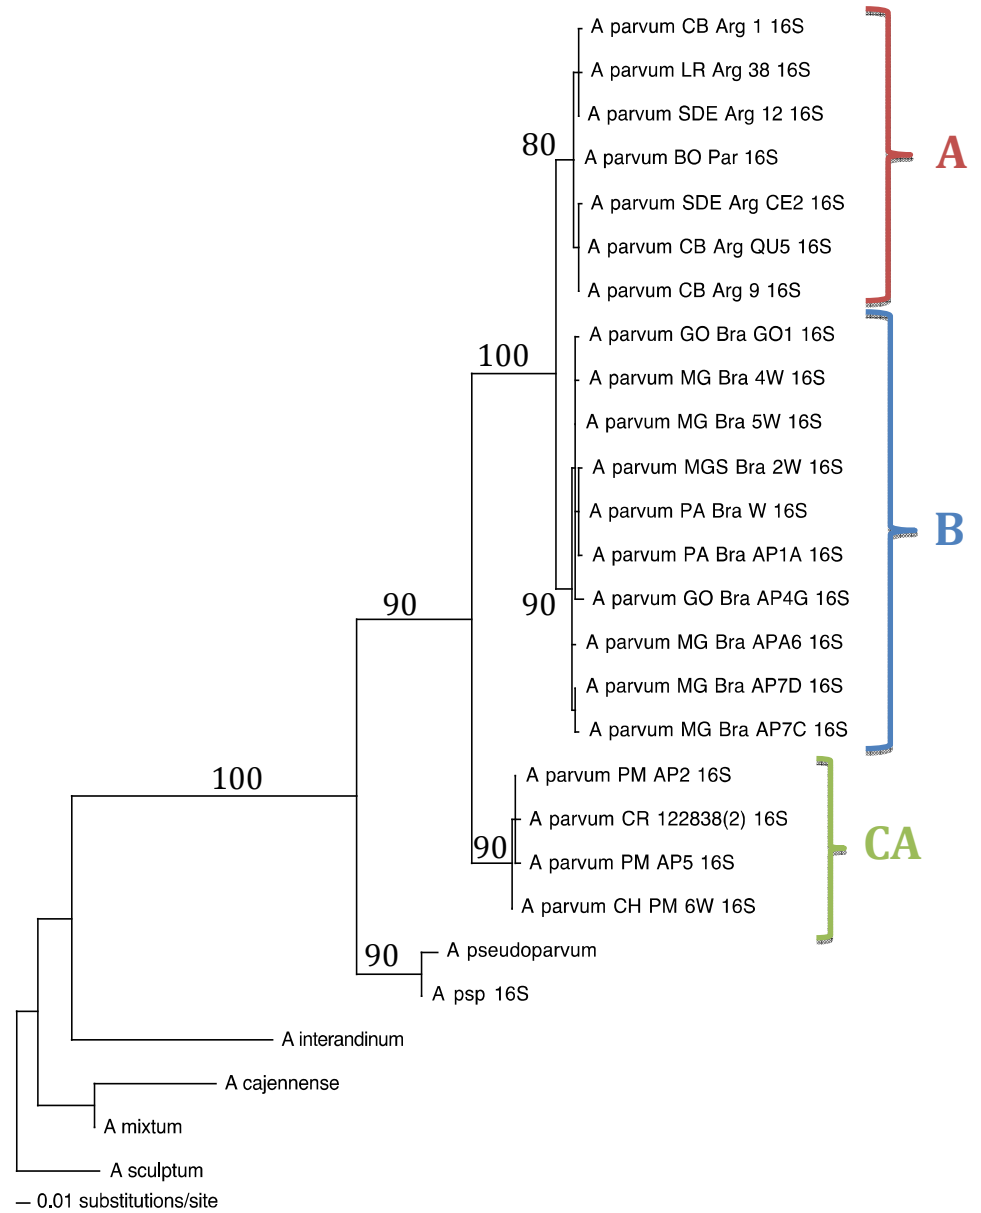 A parvum CB Arg 1 16S
A parvum LR Arg 38 16S
A parvum SDE Arg 12 16S
80
A parvum BO Par 16S
A
A parvum SDE Arg CE2 16S
A parvum CB Arg QU5 16S
A parvum CB Arg 9 16S
A parvum GO Bra GO1 16S
100
A parvum MG Bra 4W 16S
A parvum MG Bra 5W 16S
A parvum MGS Bra 2W 16S
A parvum PA Bra W 16S
B
A parvum PA Bra AP1A 16S
90
A parvum GO Bra AP4G 16S
90
A parvum MG Bra APA6 16S
A parvum MG Bra AP7D 16S
A parvum MG Bra AP7C 16S
100
A parvum PM AP2 16S
A parvum CR 122838(2) 16S
90
CA
A parvum PM AP5 16S
A parvum CH PM 6W 16S
90
A pseudoparvum
A psp 16S
A interandinum
A cajennense
A mixtum
A sculptum
0.01 substitutions/site